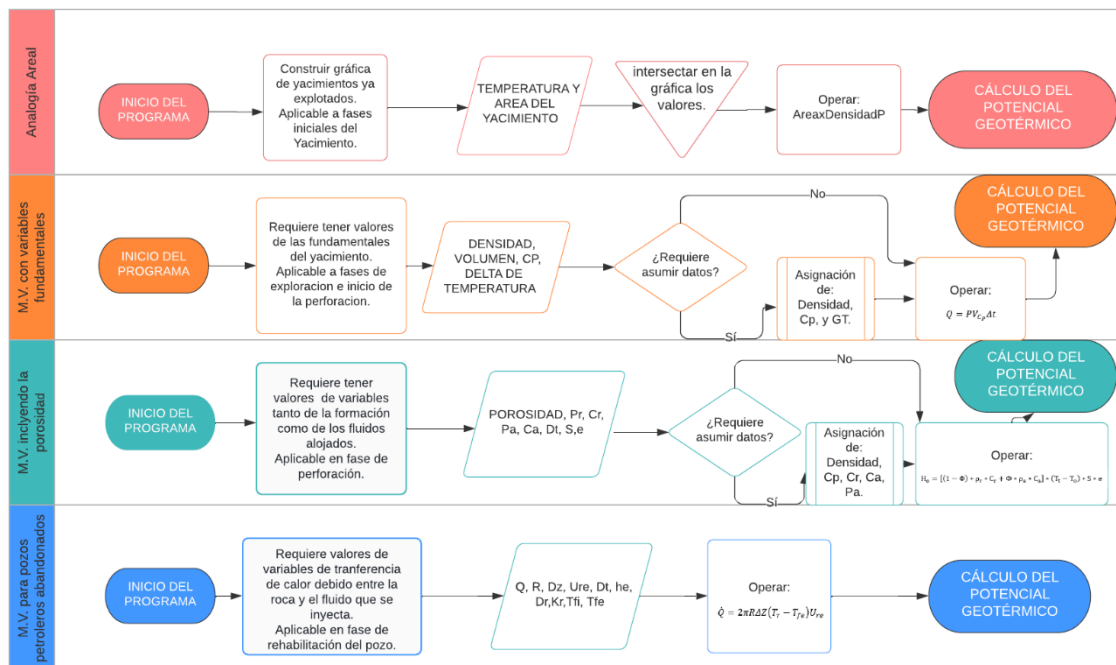 Analogía Areal
INICIO DEL
PROGRAMA
Construir gráfica
de yacimientos ya
explotados.
Aplicable a fases
iniciales del
Yacimiento.
TEMPERATURA Y
AREA DEL
YACIMIENTO
intersectar en la
gráfica los
valores.
Operar:
AreaxDensidadP
CÁLCULO DEL
POTENCIAL
GEOTÉRMICO
M.V. con variables
fundamentales
INICIO DEL
PROGRAMA
Requiere tener valores
de las fundamentales
del yacimiento.
Aplicable a fases de
exploracion e inicio de
la perforacion.
DENSIDAD,
VOLUMEN, CP,
DELTA DE
TEMPERATURA
¿Requiere
asumir datos?
No
Sí
Asignación
de:
Densidad,
Cp, y GT.
Operar:
Q = PV_{Cp}Δt
CÁLCULO DEL
POTENCIAL
GEOTÉRMICO
M.V. inclyendo la
porosidad
INICIO DEL
PROGRAMA
Requiere tener
valores de variables
tanto de la formación
como de los fluidos
alojados.
Aplicable en fase de
perforación.
POROSIDAD, Pr, Cr,
Pa, Ca, Dt, S,e
¿Requiere
asumir datos?
No
Sí
Asignación
de:
Densidad,
Cp, Cr, Ca,
Pa.
Operar:
H_e = [(1 − Φ) * ρ_r * C_r + Φ * ρ_a * C_a] * (T_t − T_o) * S * e
CÁLCULO DEL
POTENCIAL
GEOTÉRMICO
M.V. para pozos
petroleros abandonados
INICIO DEL
PROGRAMA
Requiere valores de
variables de tranferencia
de calor debido entre la
roca y el fluido que se
inyecta.
Aplicable en fase de
rehabilitación del pozo.
Q, R, Dz, Ure, Dt, he,
Dr,Kr,Tfi, Tfe
Operar:
Q̇ = 2πRΔZ(T_r − T_{fe})U_{re}
CÁLCULO DEL
POTENCIAL
GEOTÉRMICO